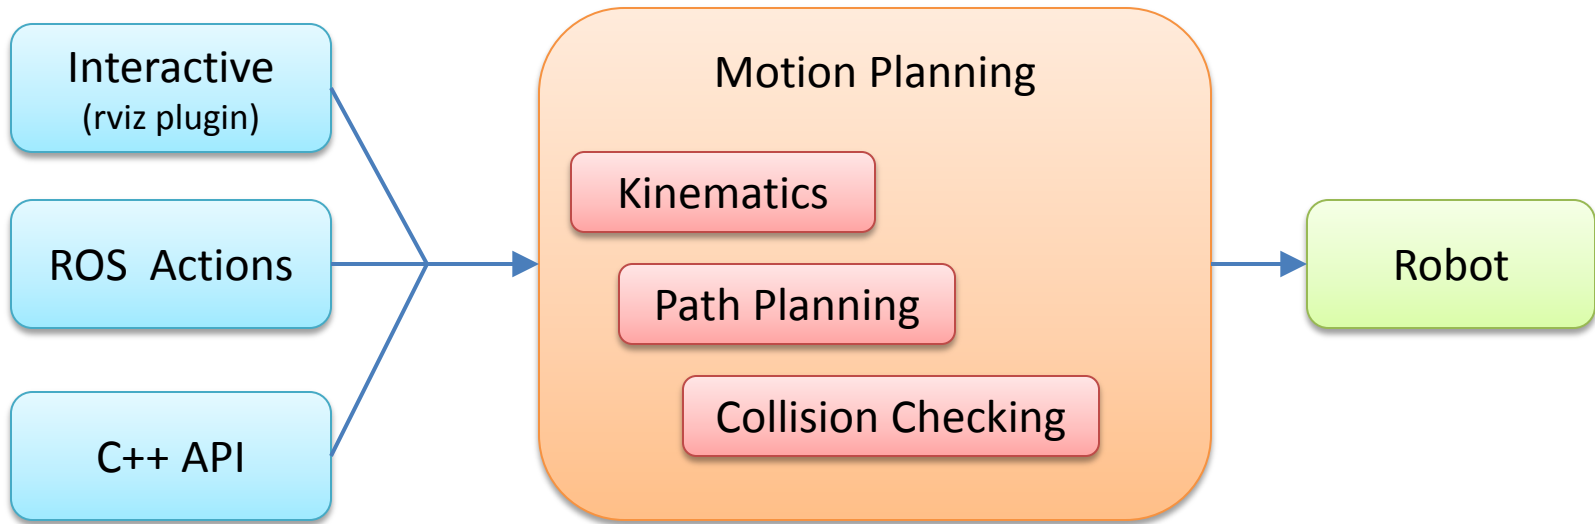 Interactive
(rviz plugin)
ROS Actions
C++ API
Motion Planning
Kinematics
Path Planning
Collision Checking
Robot